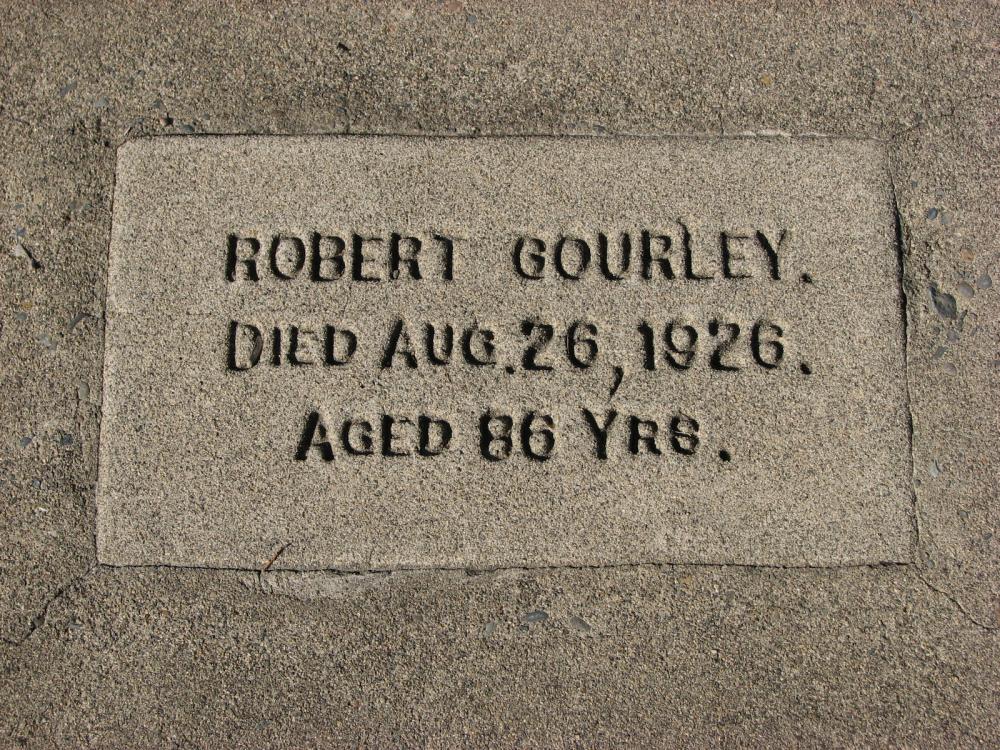 ROBERT GOURLEY.
DIED AUG. 26, 1926.
AGED 86 YRS.